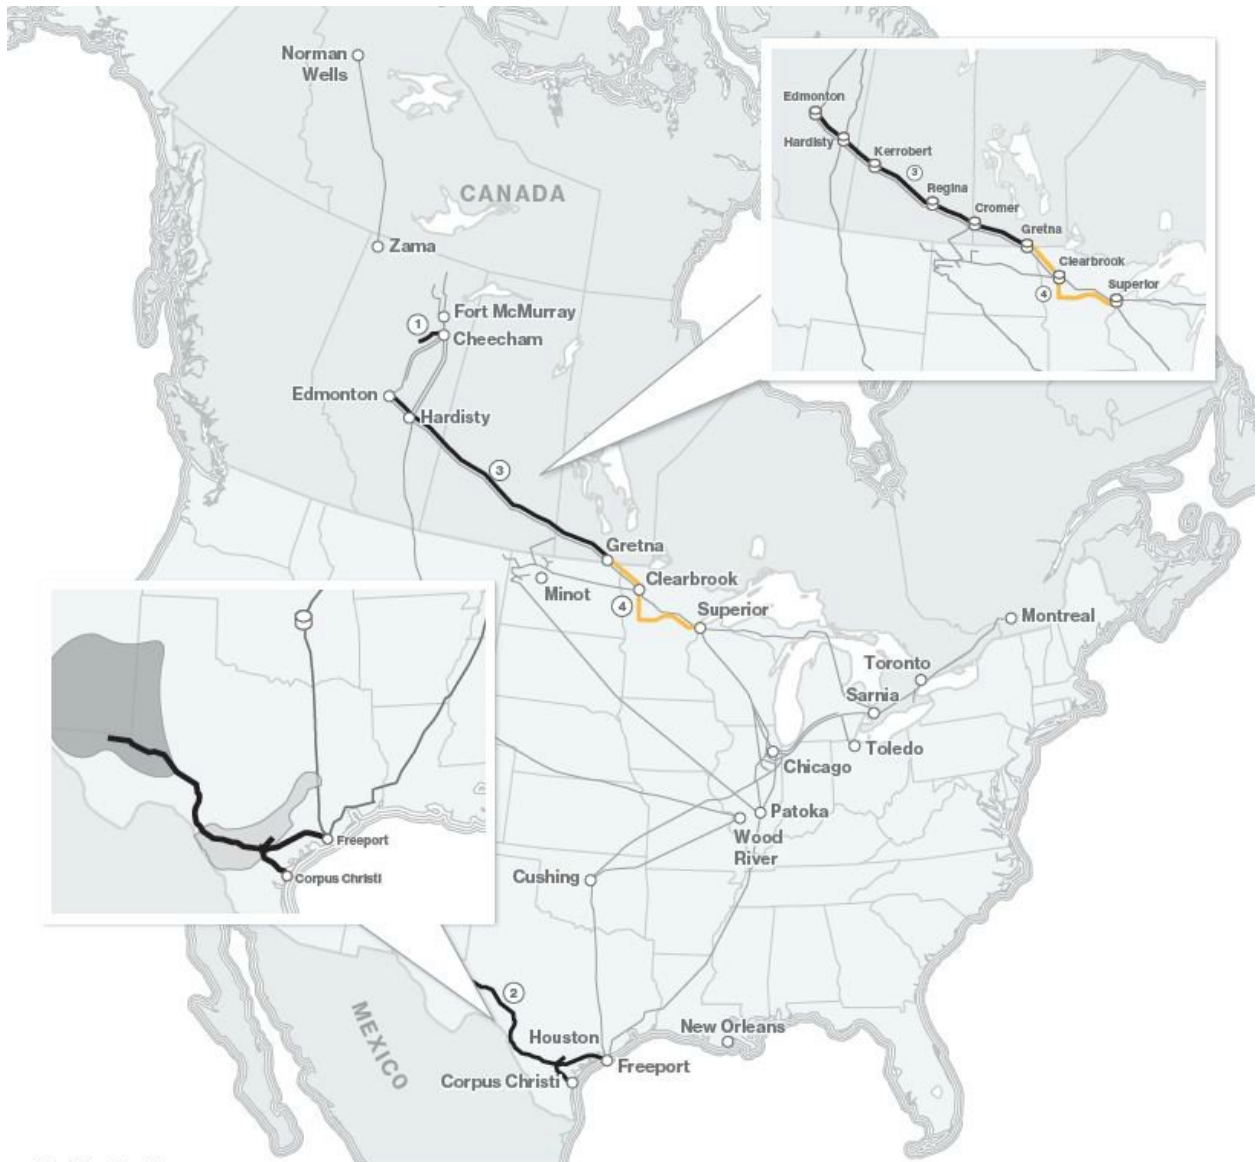 Norman
Wells
CANADA
Zama
1
Fort McMurray
Cheecham
Edmonton
Hardisty
3
Gretna
Minot
Clearbrook
4
Superior
Montreal
Toronto
Sarnia
Toledo
Chicago
Patoka
Wood
River
Cushing
2
Houston
New Orleans
Freeport
Corpus Christi
MEXICO
Edmonton
Hardisty
Kerrobert
3
Regina
Cromer
Gretna
Clearbrook
4
Superior
Freeport
Corpus Christi